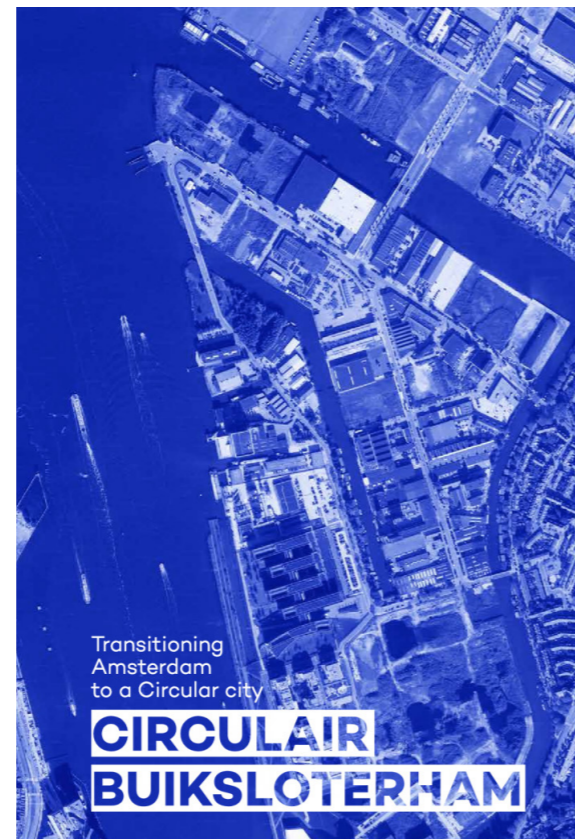 Transitioning
Amsterdam
to a Circular city
CIRCULAIR
BUIKSLOTERHAM